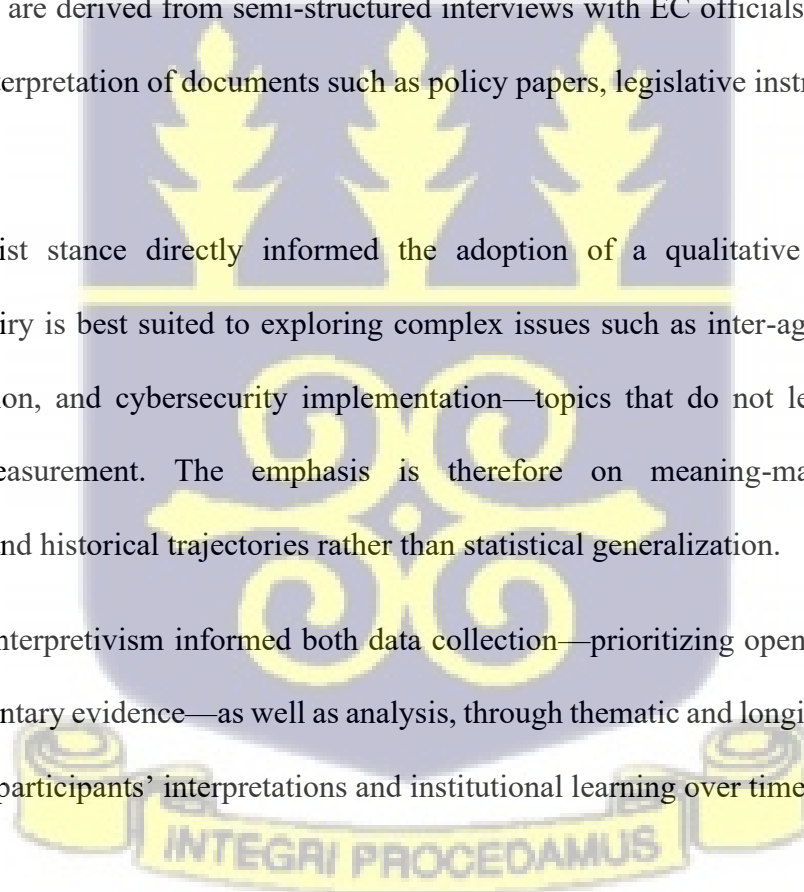 are derived from semi-structured interviews with EC officials
erpretation of documents such as policy papers, legislative instr
ist stance directly informed the adoption of a qualitative
iry is best suited to exploring complex issues such as inter-ag
on, and cybersecurity implementation—topics that do not le
easurement. The emphasis is therefore on meaning-ma
nd historical trajectories rather than statistical generalization.
nterpretivism informed both data collection—prioritizing open
ntary evidence—as well as analysis, through thematic and longi
participants’ interpretations and institutional learning over time
INTEGRI PROCEDAMUS